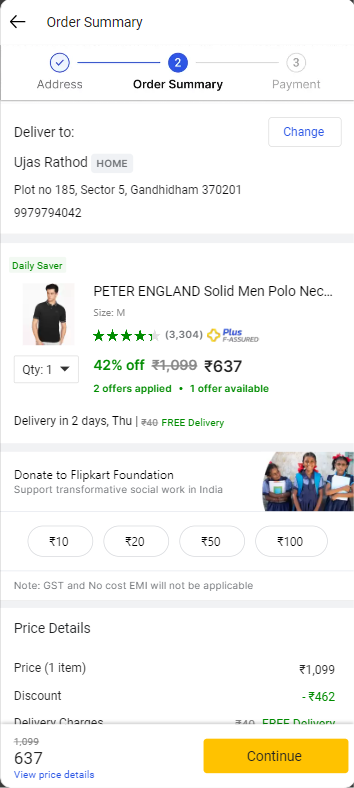 Order Summary
2
3
Address
Order Summary
Payment
Deliver to:
Change
Ujas Rathod HOME
Plot no 185, Sector 5, Gandhidham 370201
9979794042
Daily Saver
PETER ENGLAND Solid Men Polo Nec...
Size: M
(3,304) Plus
F-ASSURED
Qty: 1
42% off ₹1,099 ₹637
2 offers applied • 1 offer available
Delivery in 2 days, Thu | ₹40 FREE Delivery
Donate to Flipkart Foundation
Support transformative social work in India
₹10
₹20
₹50
₹100
Note: GST and No cost EMI will not be applicable
Price Details
Price (1 item)
₹1,099
Discount
- ₹462
Delivery Charges
₹40 FREE Delivery
1,099
637
View price details
Continue